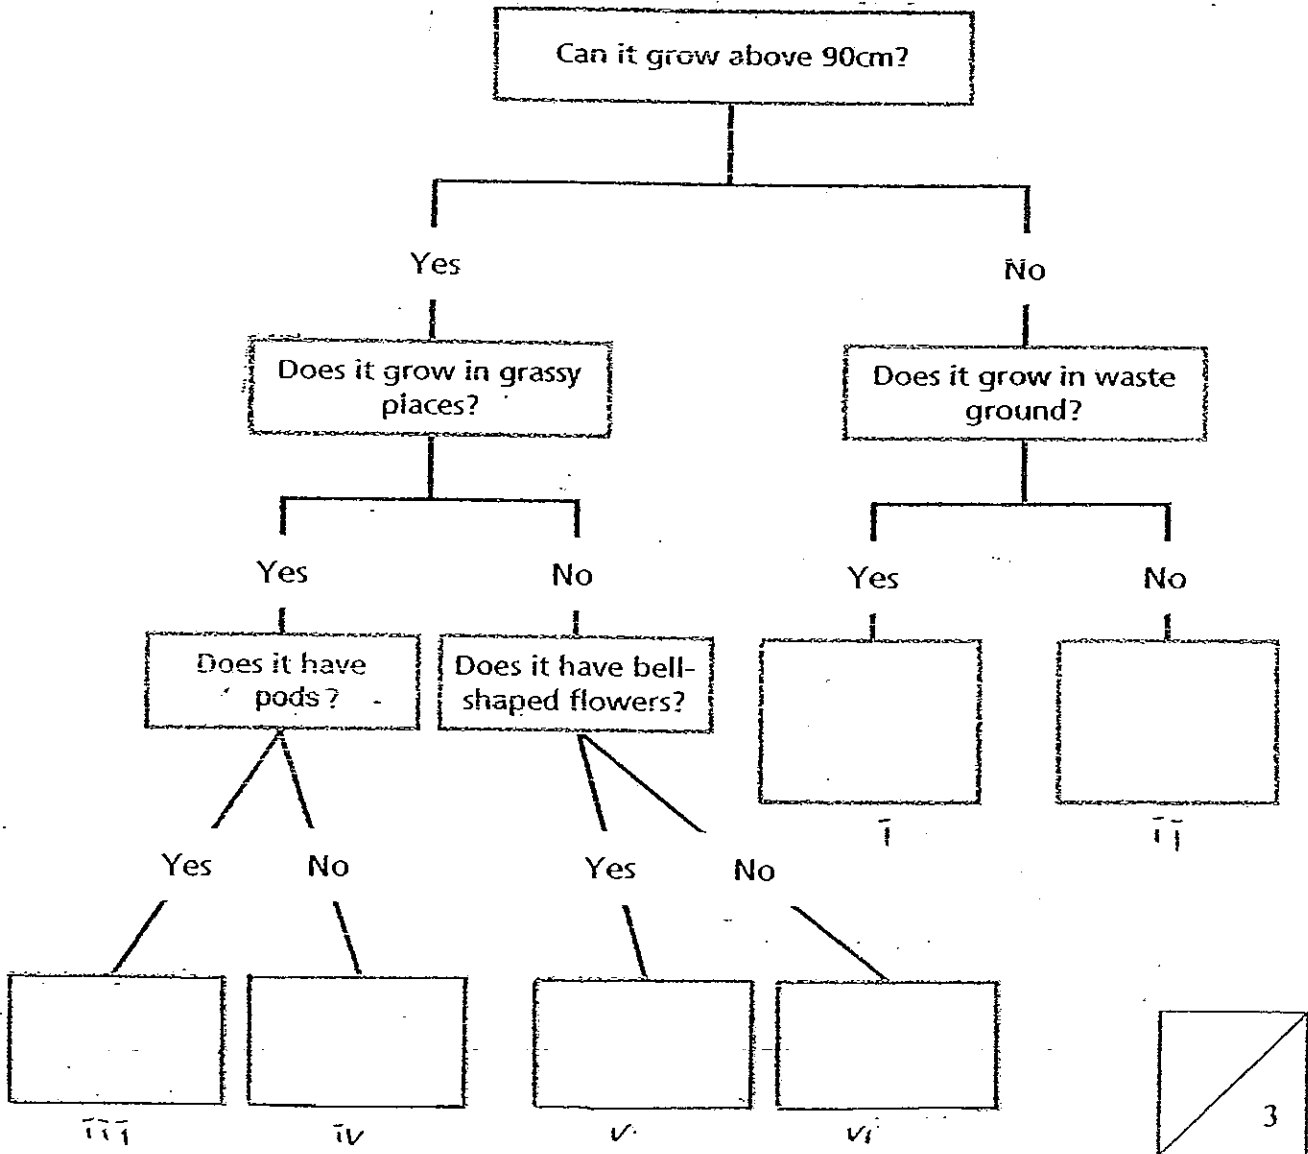 Can it grow above 90cm?
Yes
No
Does it grow in grassy
places?
Does it grow in waste
ground?
Yes
No
Yes
No
Does it have
pods?
Does it have bell-
shaped flowers?
Yes
No
Yes
No
i
ii
iii
iv
v
vi
3